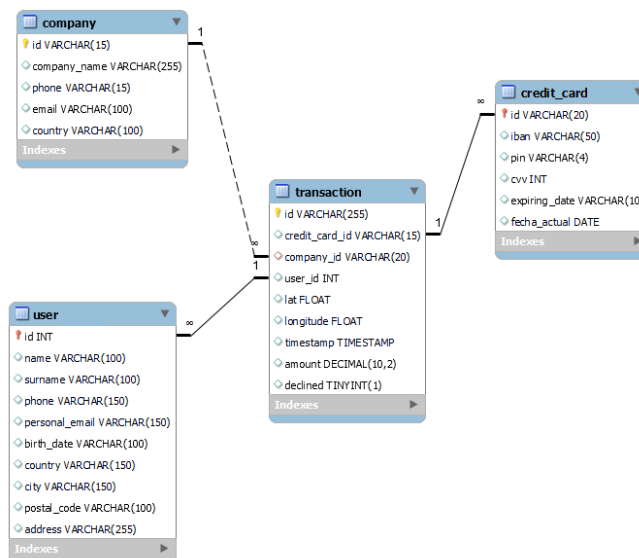 company
id VARCHAR(15)
company_name VARCHAR(255)
phone VARCHAR(15)
email VARCHAR(100)
country VARCHAR(100)
Indexes
1
∞
credit_card
id VARCHAR(20)
iban VARCHAR(50)
pin VARCHAR(4)
cvv INT
expiring_date VARCHAR(10
fecha_actual DATE
Indexes
∞
1
transaction
id VARCHAR(255)
credit_card_id VARCHAR(15)
company_id VARCHAR(20)
user_id INT
lat FLOAT
longitude FLOAT
timestamp TIMESTAMP
amount DECIMAL(10,2)
declined TINYINT(1)
Indexes
1
∞
user
id INT
name VARCHAR(100)
surname VARCHAR(100)
phone VARCHAR(150)
personal_email VARCHAR(150)
birth_date VARCHAR(100)
country VARCHAR(150)
city VARCHAR(150)
postal_code VARCHAR(100)
address VARCHAR(255)
Indexes